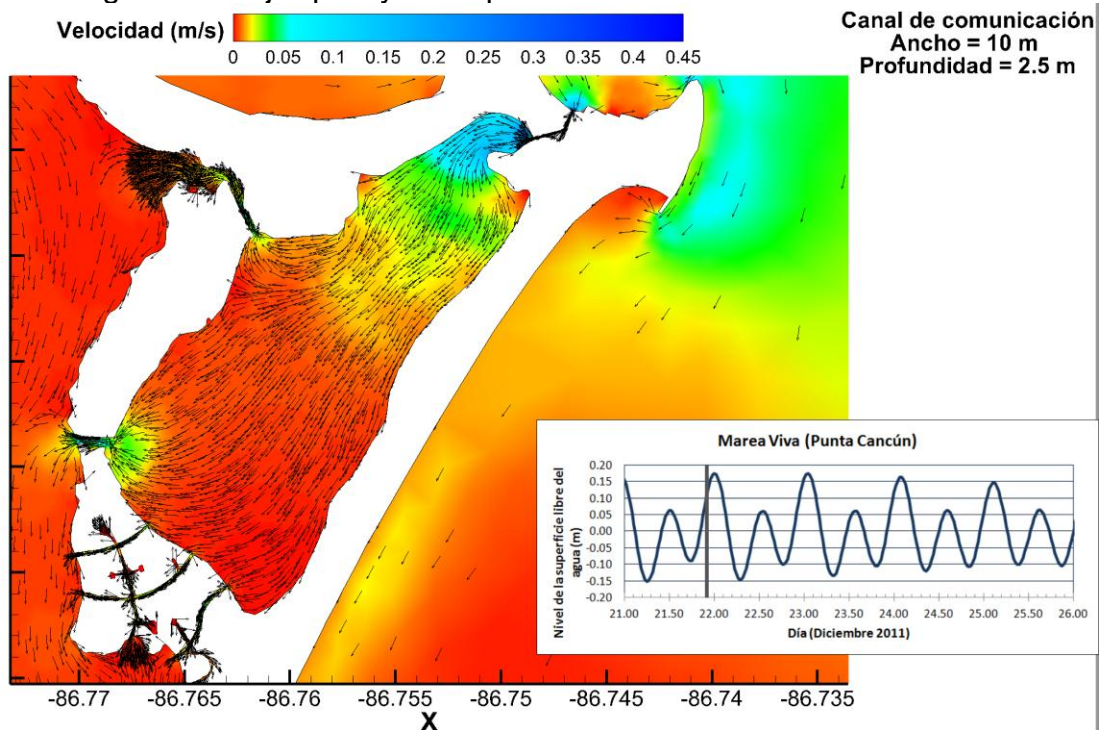 Velocidad (m/s)
0 0.05 0.1 0.15 0.2 0.25 0.3 0.35 0.4 0.45
Canal de comunicación
Ancho = 10 m
Profundidad = 2.5 m
Marea Viva (Punta Cancún)
Nivel de la superficie libre del
agua (m)
0.20
0.15
0.10
0.05
0.00
-0.05
-0.10
-0.15
-0.20
21.00 21.50 22.00 22.50 23.00 23.50 24.00 24.50 25.00 25.50 26.00
Día (Diciembre 2011)
-86.77 -86.765 -86.76 -86.755 -86.75 -86.745 -86.74 -86.735
X